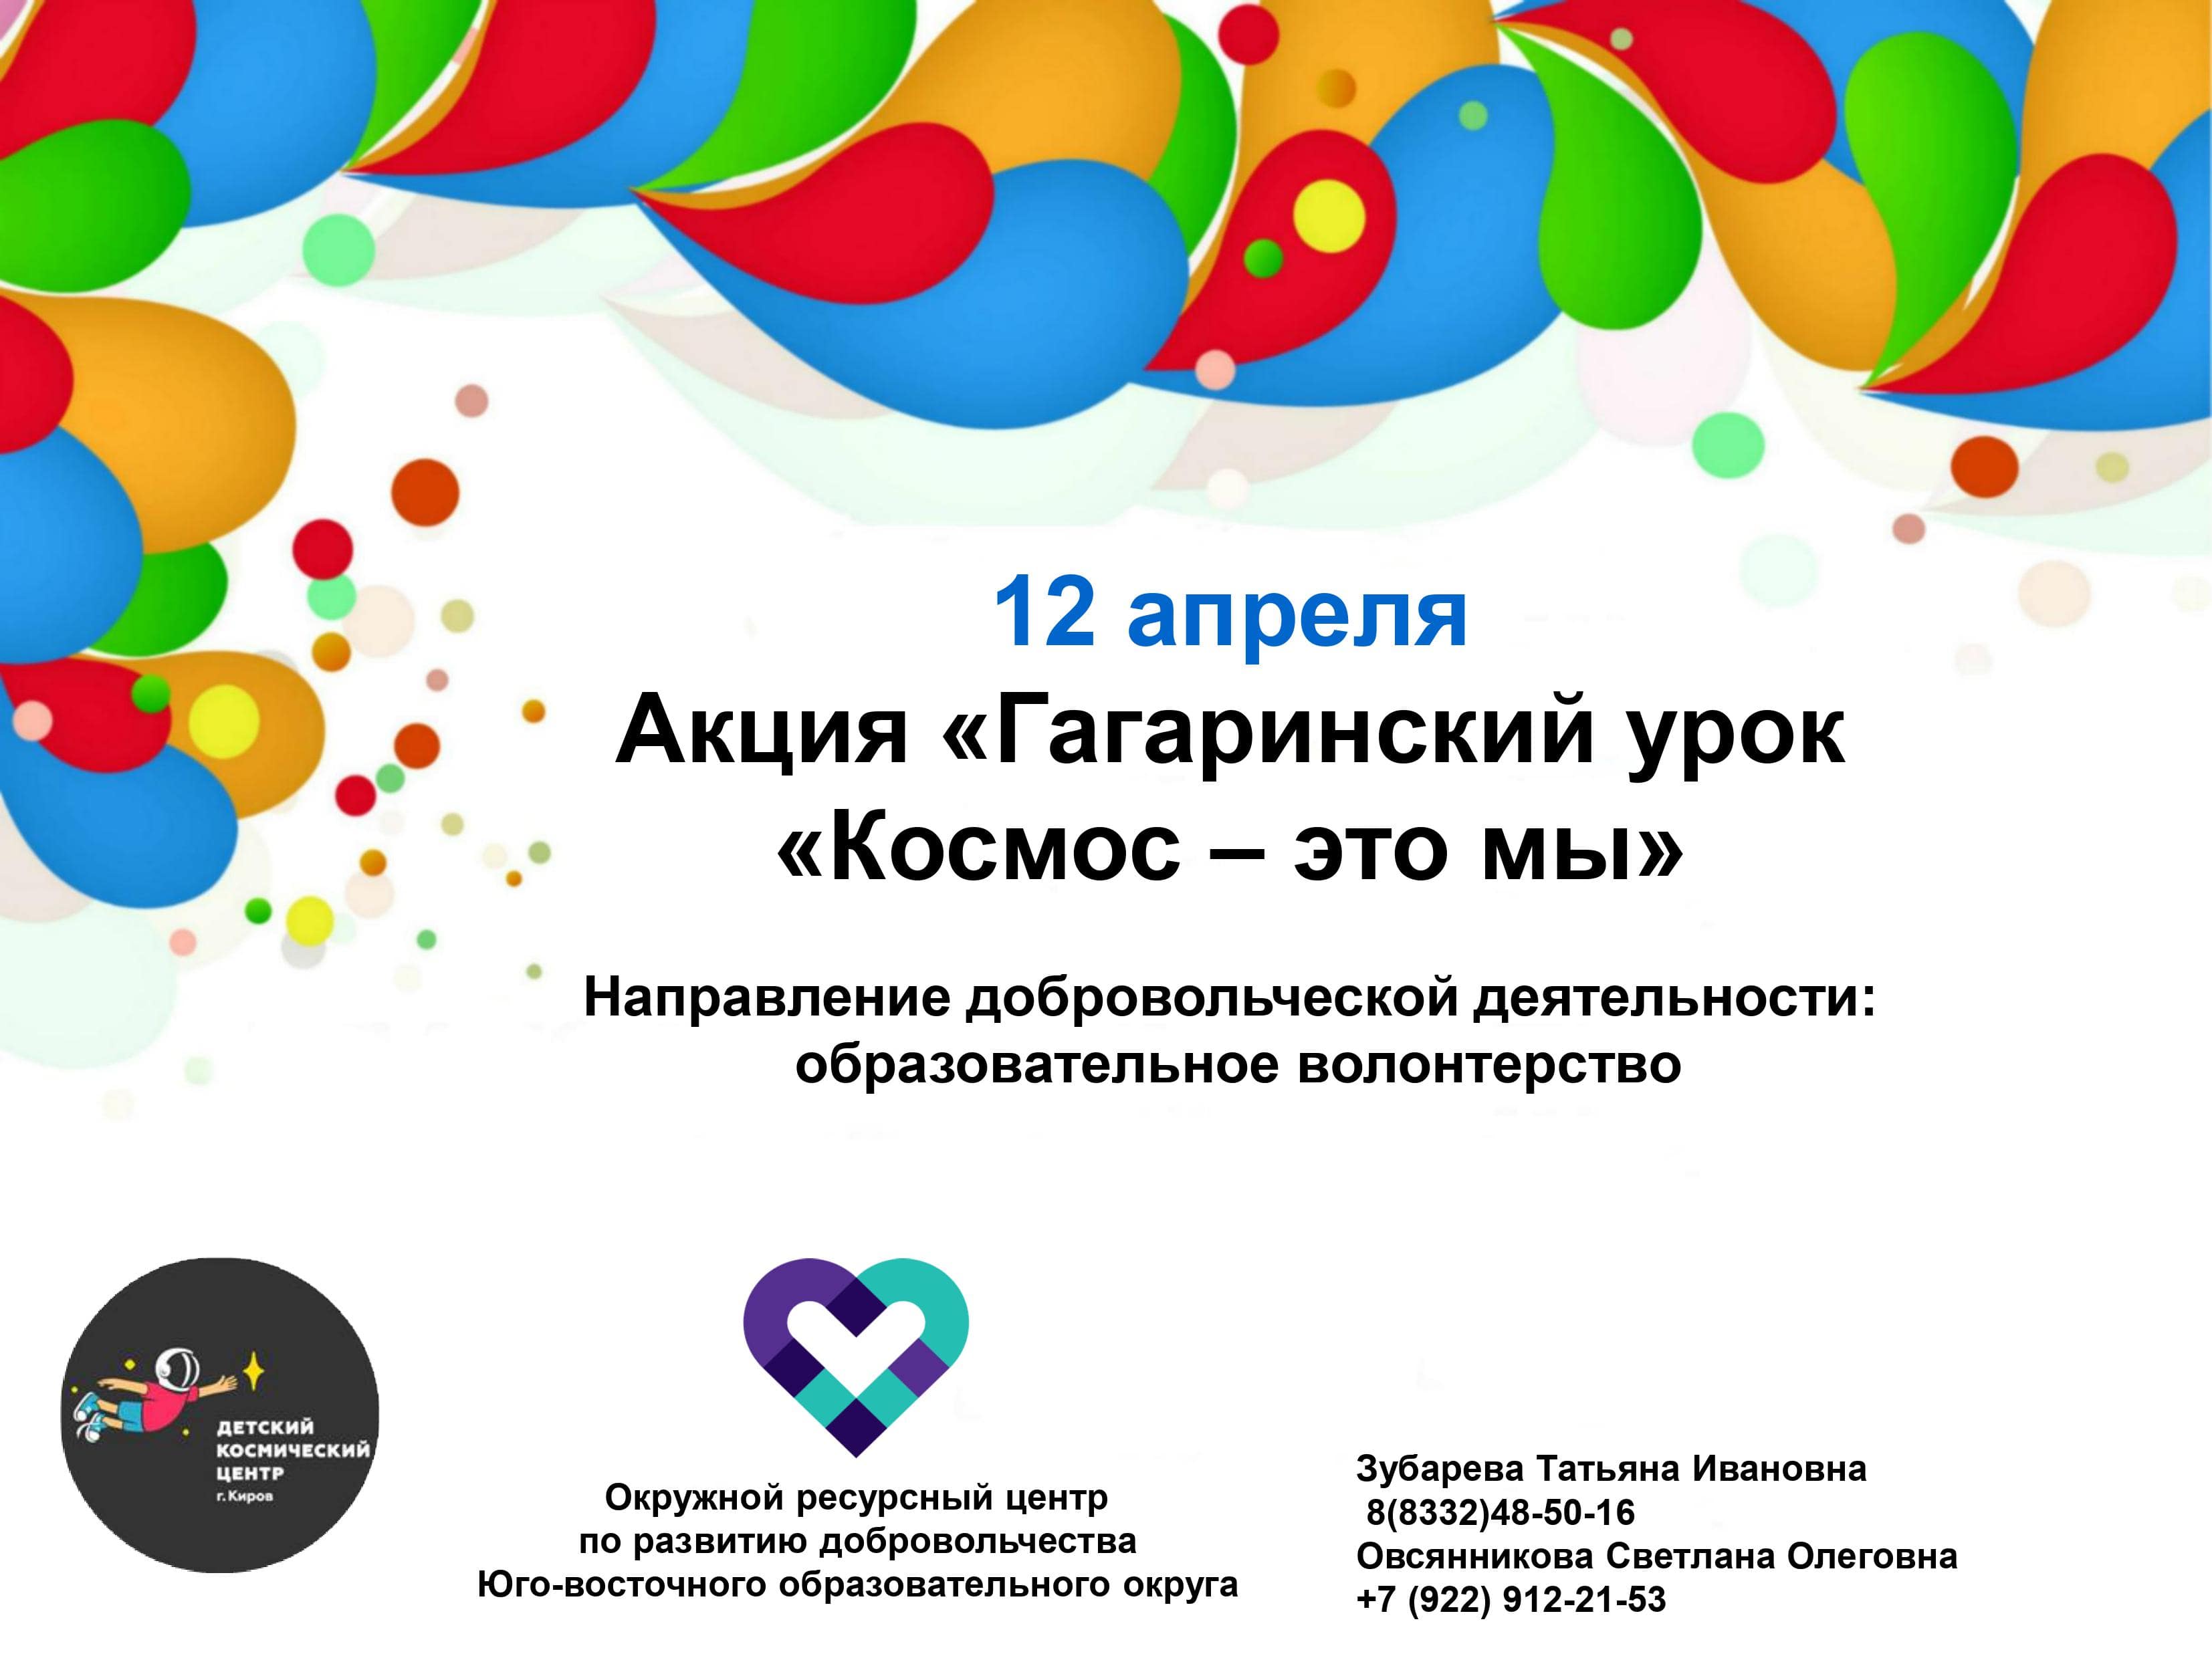 12 апреля
Акция «Гагаринский урок
«Космос – это мы»
Направление добровольческой деятельности:
образовательное волонтерство
ДЕТСКИЙ
КОСМИЧЕСКИЙ
ЦЕНТР
г. Киров
Окружной ресурсный центр
по развитию добровольчества
Юго-восточного образовательного округа
Зубарева Татьяна Ивановна
8(8332)48-50-16
Овсянникова Светлана Олеговна
+7 (922) 912-21-53